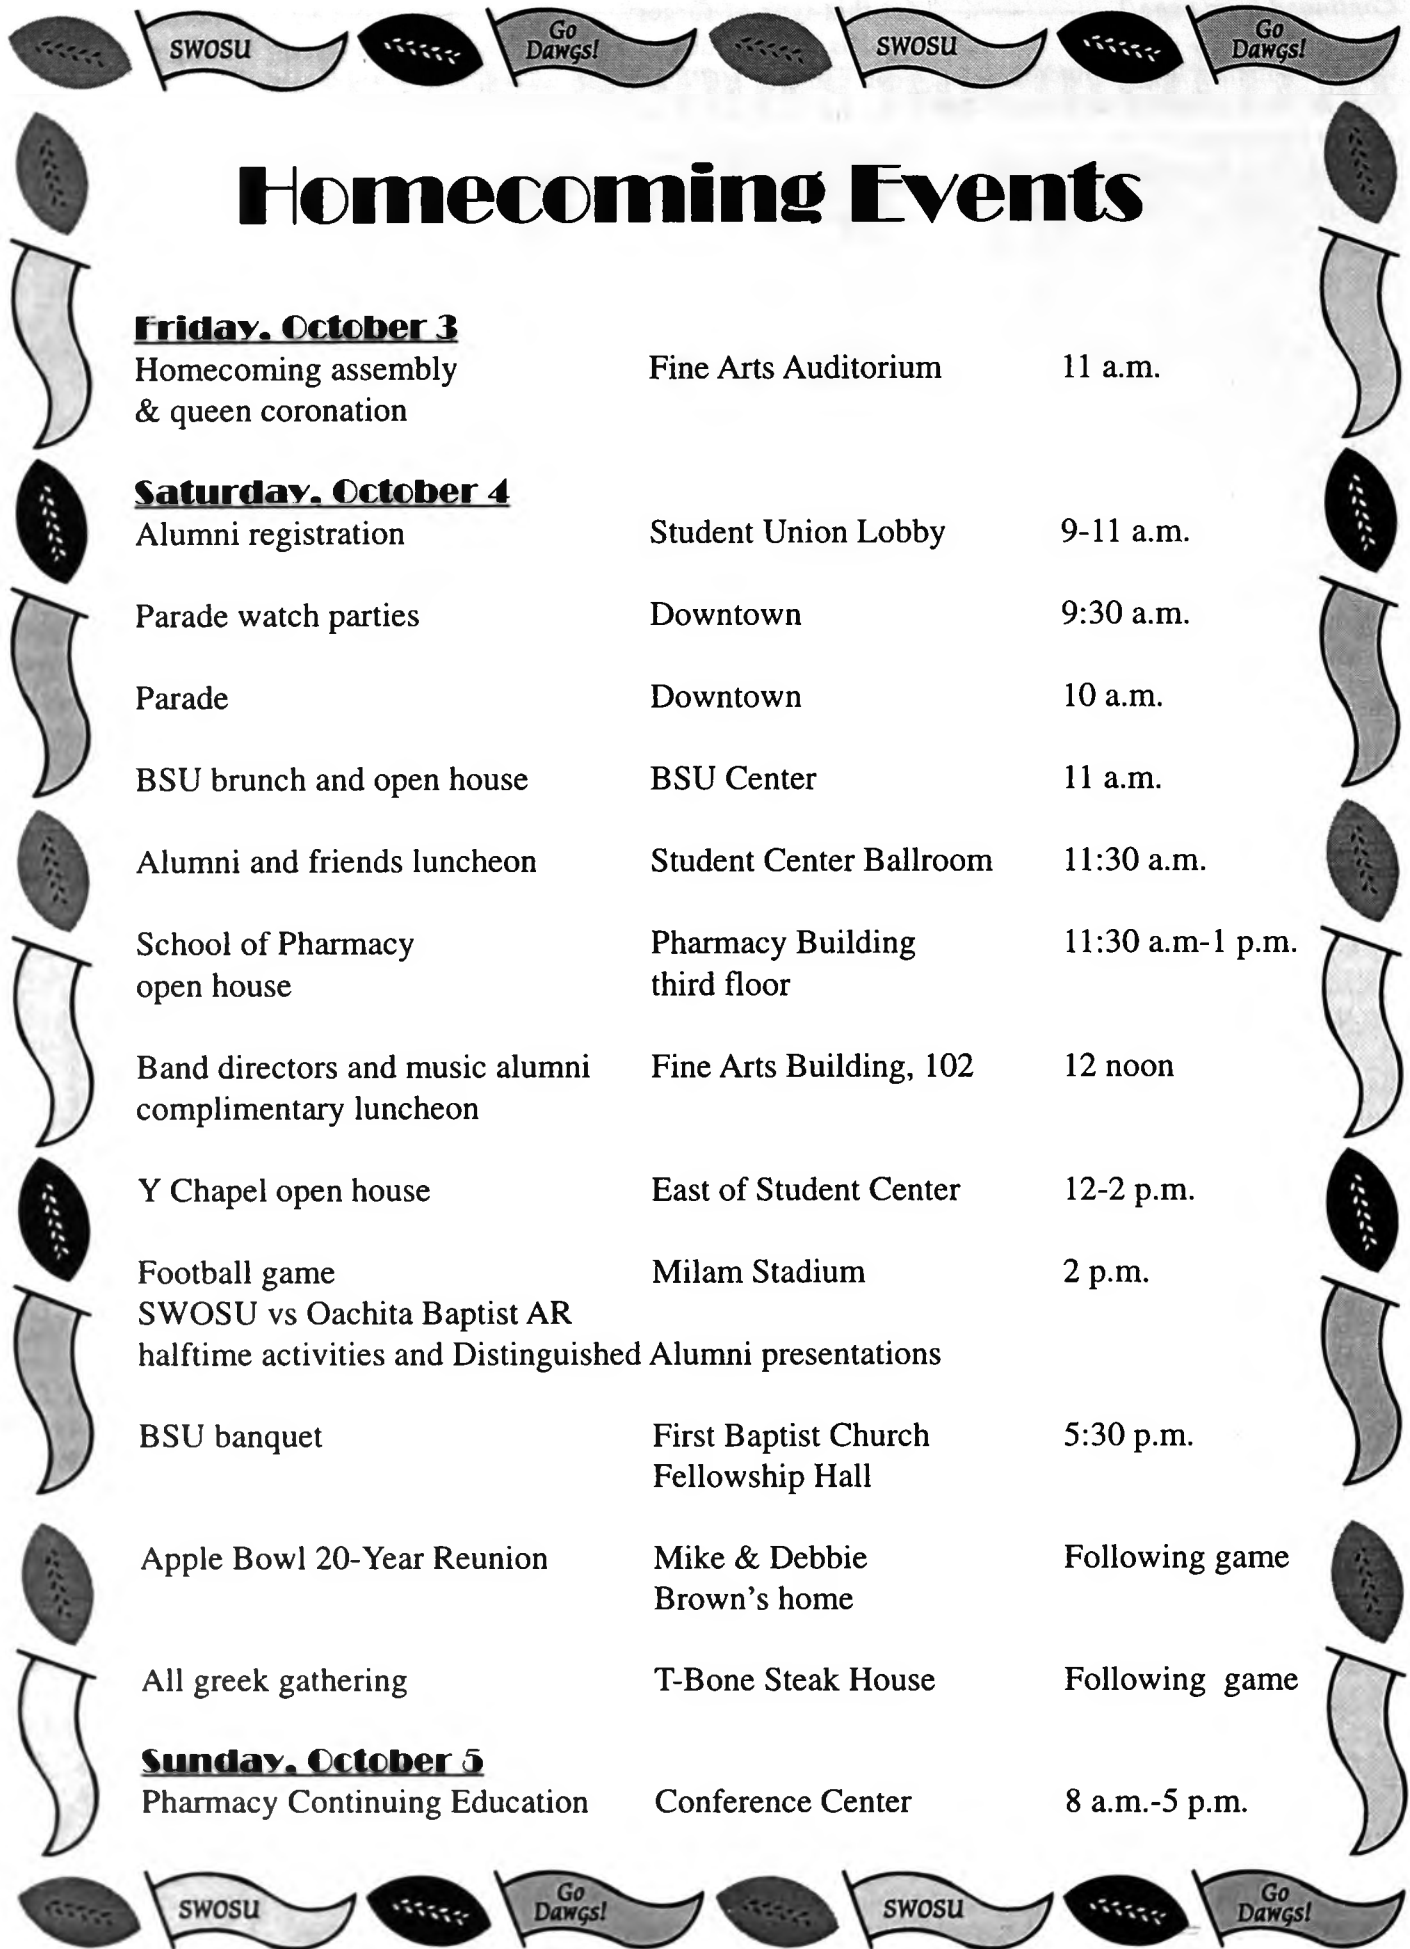 SWOSU Go Dawgs! SWOSU Go Dawgs!
Homecoming Events
Friday, October 3
Homecoming assembly Fine Arts Auditorium 11 a.m.
& queen coronation
Saturday, October 4
Alumni registration Student Union Lobby 9-11 a.m.
Parade watch parties Downtown 9:30 a.m.
Parade Downtown 10 a.m.
BSU brunch and open house BSU Center 11 a.m.
Alumni and friends luncheon Student Center Ballroom 11:30 a.m.
School of Pharmacy Pharmacy Building 11:30 a.m-1 p.m.
open house third floor
Band directors and music alumni Fine Arts Building, 102 12 noon
complimentary luncheon
Y Chapel open house East of Student Center 12-2 p.m.
Football game Milam Stadium 2 p.m.
SWOSU vs Oachita Baptist AR
halftime activities and Distinguished Alumni presentations
BSU banquet First Baptist Church 5:30 p.m.
Fellowship Hall
Apple Bowl 20-Year Reunion Mike & Debbie Following game
Brown's home
All greek gathering T-Bone Steak House Following game
Sunday, October 5
Pharmacy Continuing Education Conference Center 8 a.m.-5 p.m.
SWOSU Go Dawgs! SWOSU Go Dawgs!